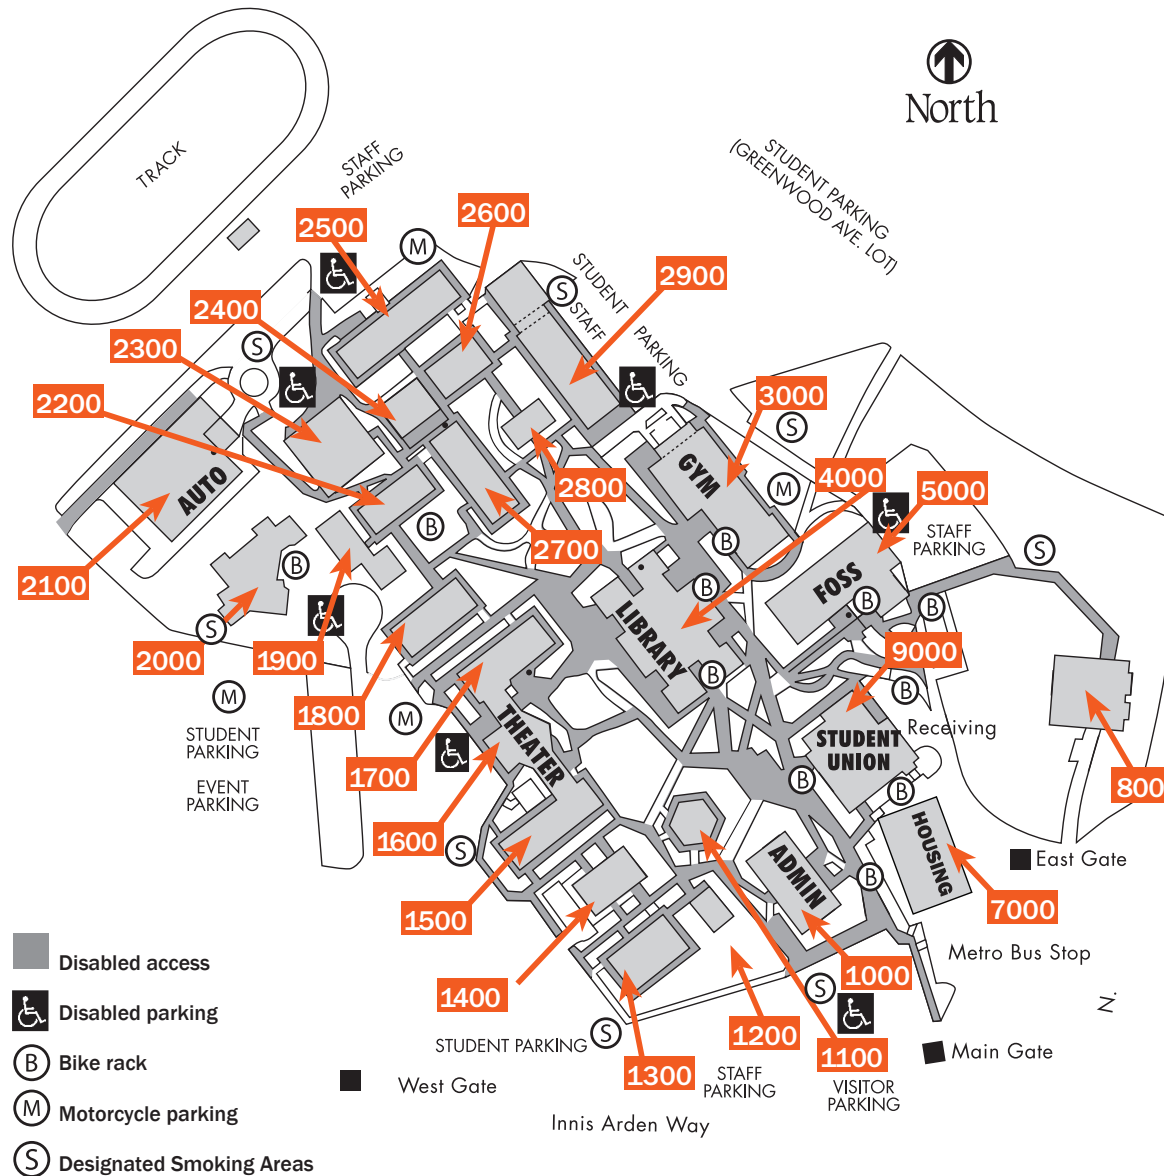 North
TRACK
STAFF
PARKING
STUDENT PARKING
(GREENWOOD AVE. LOT)
2600
2500
M
2900
STUDENT
STAFF
PARKING
S
2400
2300
S
2200
3000
S
GYM
4000
5000
M
2800
AUTO
STAFF
PARKING
B
2700
B
S
2100
B
FOSS
B
B
B
LIBRARY
S
2000
1900
9000
B
B
M
1800
M
Receiving
STUDENT
PARKING
THEATER
STUDENT
UNION
EVENT
PARKING
1700
B
800
B
1600
S
HOUSING
ADMIN
East Gate
B
1500
7000
Metro Bus Stop
1400
1000
S
N.
1200
STUDENT PARKING
S
1100
Main Gate
1300
STAFF
PARKING
VISITOR
PARKING
West Gate
Innis Arden Way
Disabled access
Disabled parking
B Bike rack
M Motorcycle parking
S Designated Smoking Areas